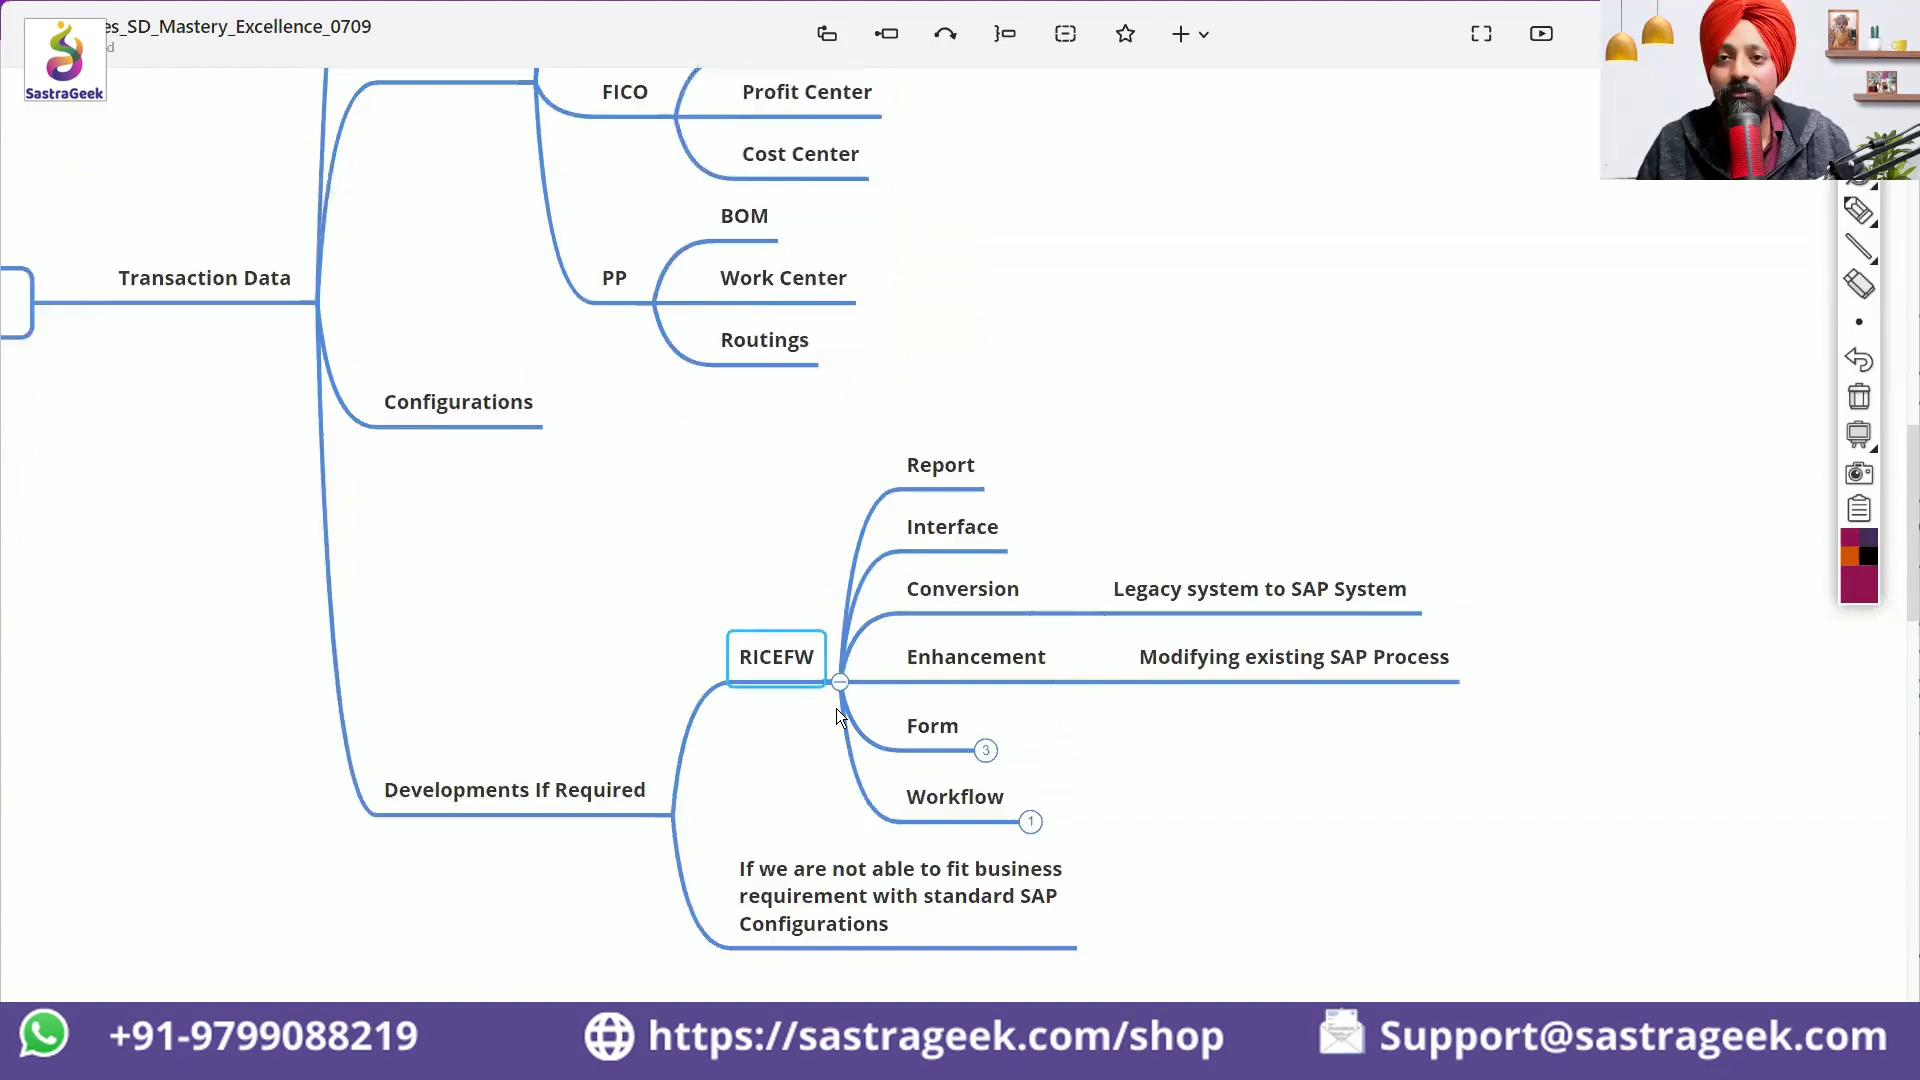 es_SD_Mastery_Excellence_0709
SastraGeek
FICO
Profit Center
Cost Center
BOM
Transaction Data
PP
Work Center
Routings
Configurations
Report
Interface
Conversion
Legacy system to SAP System
RICEFW
Enhancement
Modifying existing SAP Process
Form
3
Developments If Required
Workflow
1
If we are not able to fit business
requirement with standard SAP
Configurations
+91-9799088219
https://sastrageek.com/shop
Support@sastrageek.com